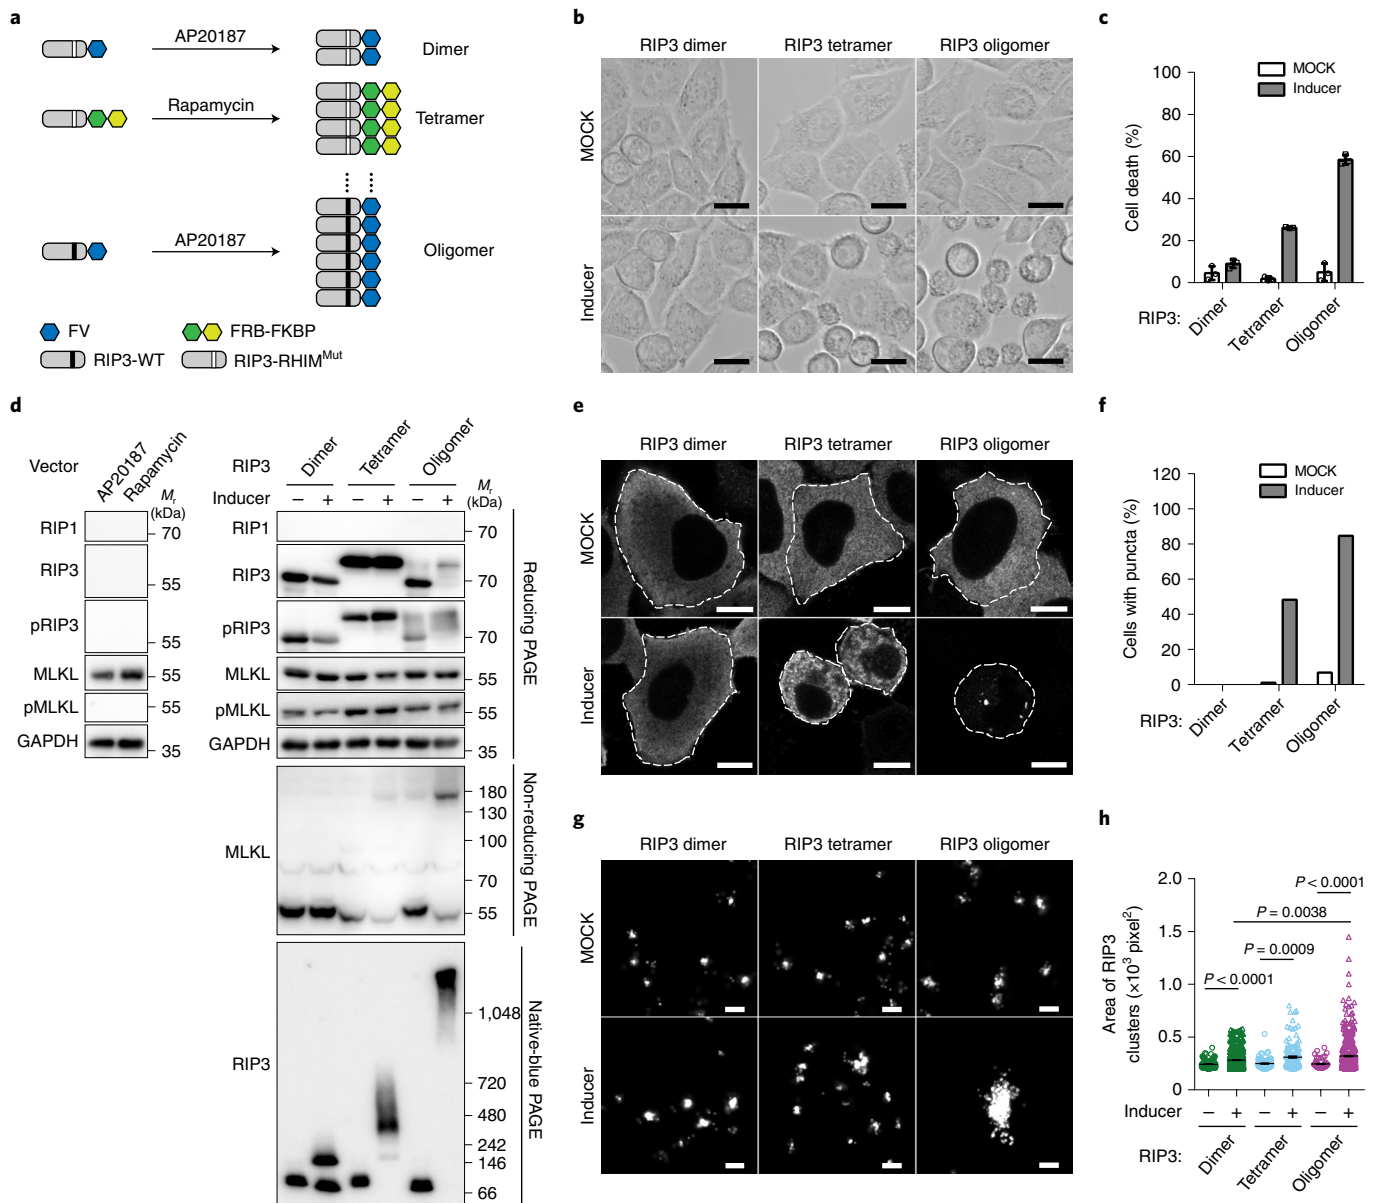 a
AP20187
Dimer
Rapamycin
Tetramer
AP20187
Oligomer
FV
FRB-FKBP
RIP3-WT
RIP3-RHIM^Mut
b
RIP3 dimer RIP3 tetramer RIP3 oligomer
MOCK
Inducer
c
MOCK
Inducer
Cell death (%)
100
80
60
40
20
0
RIP3:
Dimer
Tetramer
Oligomer
d
Vector
AP20187
Rapamycin
Mr
(kDa)
RIP1
70
RIP3
55
pRIP3
55
MLKL
55
pMLKL
55
GAPDH
35
RIP3
Dimer
Tetramer
Oligomer
Inducer − + − + − +
Mr
(kDa)
RIP1
70
RIP3
70
pRIP3
70
MLKL
55
pMLKL
55
GAPDH
35
Reducing PAGE
MLKL
180
130
100
70
55
Non-reducing PAGE
RIP3
1,048
720
480
242
146
66
Native-blue PAGE
e
RIP3 dimer RIP3 tetramer RIP3 oligomer
MOCK
Inducer
f
MOCK
Inducer
Cells with puncta (%)
120
100
80
60
40
20
0
RIP3:
Dimer
Tetramer
Oligomer
g
RIP3 dimer RIP3 tetramer RIP3 oligomer
MOCK
Inducer
h
Area of RIP3
clusters (×10³ pixel²)
2.0
1.5
1.0
0.5
0
P < 0.0001
P = 0.0038
P = 0.0009
P < 0.0001
Inducer − + − + − +
RIP3:
Dimer
Tetramer
Oligomer